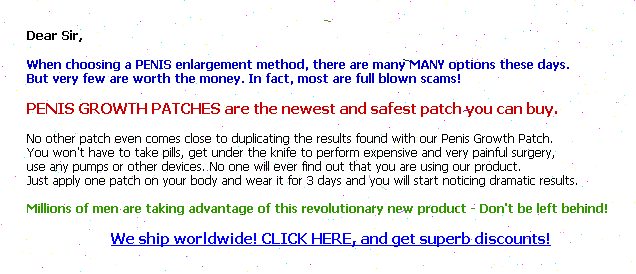 Dear Sir,
When choosing a PENIS enlargement method, there are many MANY options these days.
But very few are worth the money. In fact, most are full blown scams!
PENIS GROWTH PATCHES are the newest and safest patch you can buy.
No other patch even comes close to duplicating the results found with our Penis Growth Patch.
You won't have to take pills, get under the knife to perform expensive and very painful surgery,
use any pumps or other devices. No one will ever find out that you are using our product.
Just apply one patch on your body and wear it for 3 days and you will start noticing dramatic results.
Millions of men are taking advantage of this revolutionary new product - Don't be left behind!
We ship worldwide! CLICK HERE, and get superb discounts!